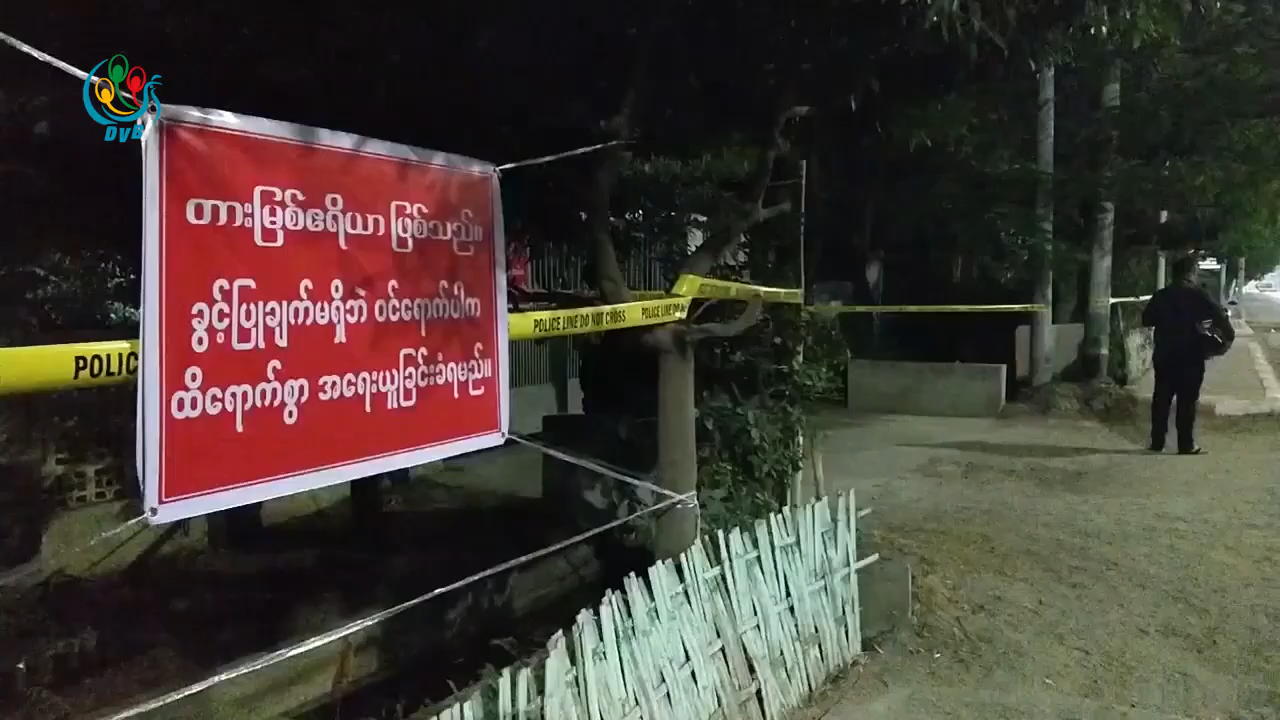 DVB
တားမြစ်ဧရိယာ ဖြစ်သည်။
ခွင့်ပြုချက်မရှိဘဲ ဝင်ရောက်ပါက
ထိရောက်စွာ အရေးယူခြင်းခံရမည်။
POLIC
POLICE LINE DO NOT CROSS POLICE LINE DO N